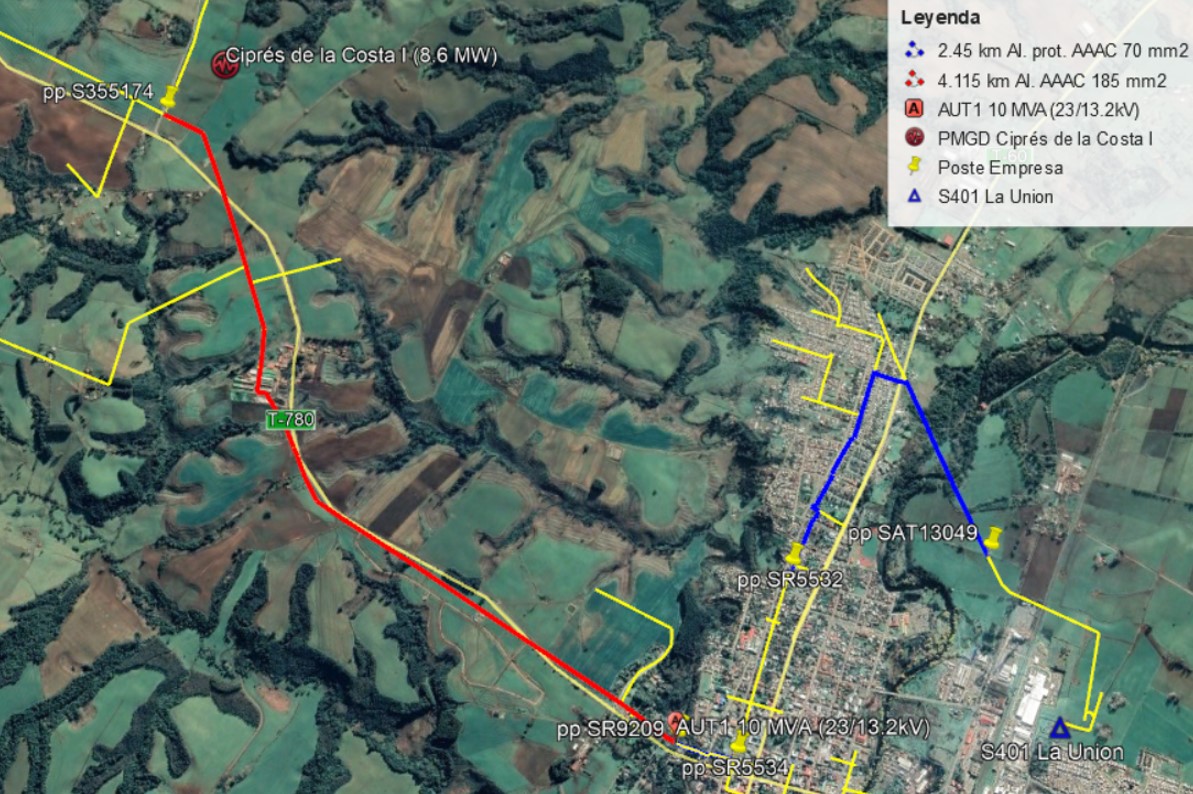 Leyenda
2.45 km Al. prot. AAAC 70 mm2
4.115 km Al. AAAC 185 mm2
A AUT1 10 MVA (23/13.2kV)
PMGD Ciprés de la Costa I
Poste Empresa
S401 La Union
Ciprés de la Costa I (8.6 MW)
pp S355174
T-780
pp SAT13049
pp SR5532
pp SR9209
A AUT1 10 MVA (23/13.2kV)
pp SR5534
S401 La Union